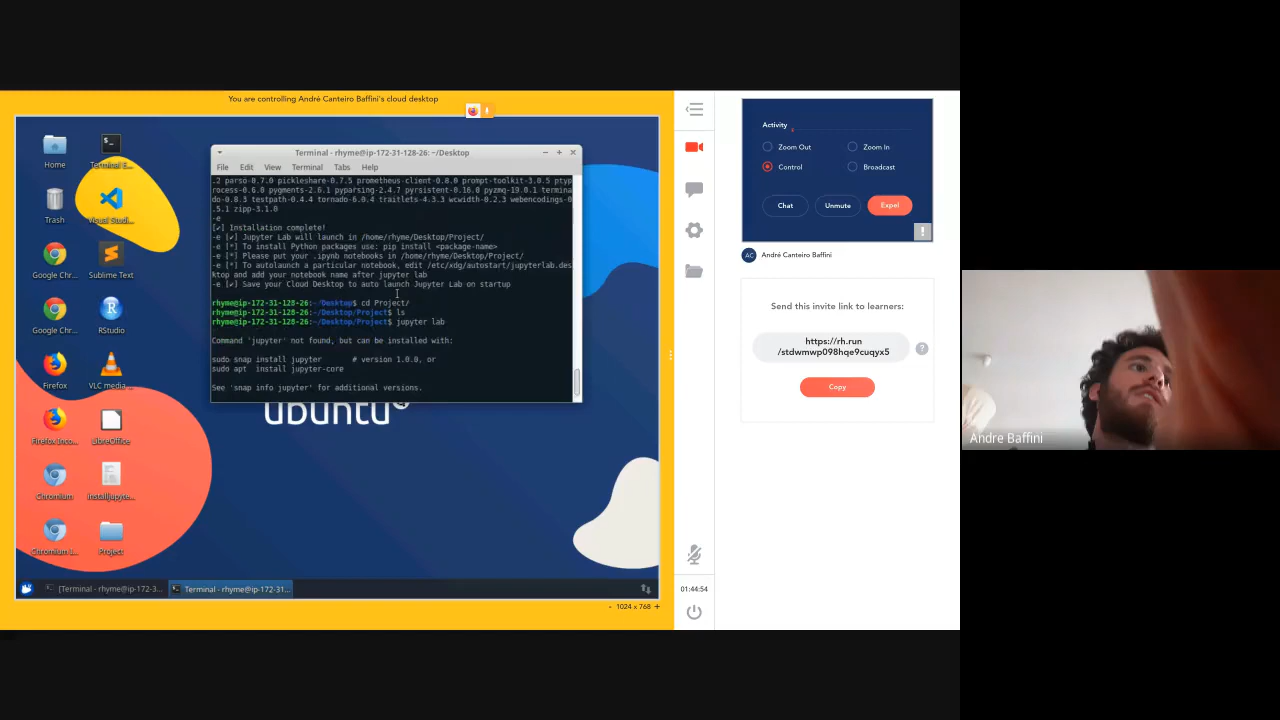 You are controlling André Canteiro Baffini's cloud desktop
Home
Terminal E...
Trash
Visual Studi...
Google Chr...
Sublime Text
Google Chr...
RStudio
Firefox
VLC media ...
Firefox Inco...
LibreOffice
Chromium
Installjupyte...
Chromium I...
Project
Terminal - rhyme@ip-172-31-128-26: ~/Desktop
File Edit View Terminal Tabs Help
.2 parso-0.7.0 pickleshare-0.7.5 prometheus-client-0.8.0 prompt-toolkit-3.0.5 ptyp
rocess-0.6.0 pygments-2.6.1 pyparsing-2.4.7 pyrsistent-0.16.0 pyzmq-19.0.1 termina
do-0.8.3 testpath-0.4.4 tornado-6.0.4 traitlets-4.3.3 wcwidth-0.2.3 webencodings-0
.5.1 zipp-3.1.0
-e
[✔] Installation complete!
-e [✔] Jupyter Lab will launch in /home/rhyme/Desktop/Project/
-e [*] To install Python packages use: pip install <package-name>
-e [*] Please put your .ipynb notebooks in /home/rhyme/Desktop/Project/
-e [*] To autolaunch a particular notebook, edit /etc/xdg/autostart/jupyterlab.des
ktop and add your notebook name after jupyter lab
-e [✔] Save your Cloud Desktop to auto launch Jupyter Lab on startup
rhyme@ip-172-31-128-26:~/Desktop$ cd Project/
rhyme@ip-172-31-128-26:~/Desktop/Project$ ls
rhyme@ip-172-31-128-26:~/Desktop/Project$ jupyter lab
Command 'jupyter' not found, but can be installed with:
sudo snap install jupyter # version 1.0.0, or
sudo apt install jupyter-core
See 'snap info jupyter' for additional versions.
ubuntu
[Terminal - rhyme@ip-172-3...
Terminal - rhyme@ip-172-31...
- 1024 x 768 +
01:44:54
Activity
Zoom Out
Zoom In
Control
Broadcast
Chat
Unmute
Expel
!
AC
André Canteiro Baffini
Send this invite link to learners:
https://rh.run
/stdwmwp098hqe9cuqyx5
?
Copy
Andre Baffini